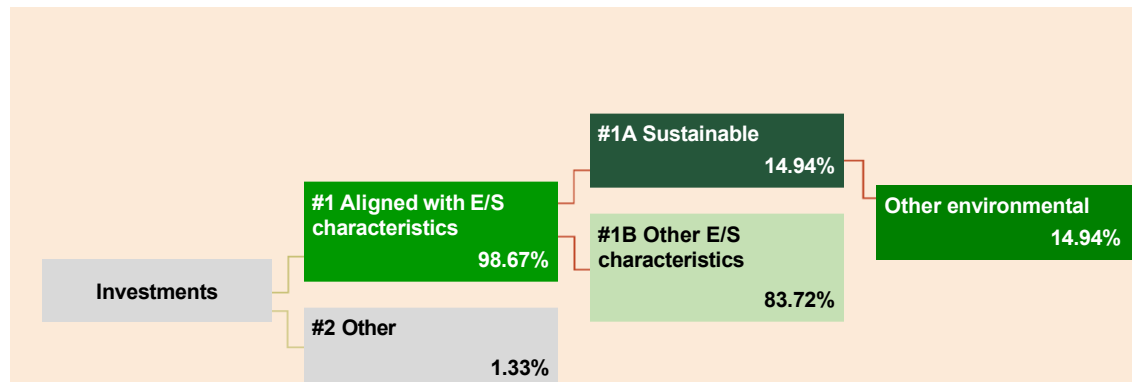 #1A Sustainable
14.94%
#1 Aligned with E/S
characteristics
98.67%
Other environmental
14.94%
#1B Other E/S
characteristics
83.72%
Investments
#2 Other
1.33%